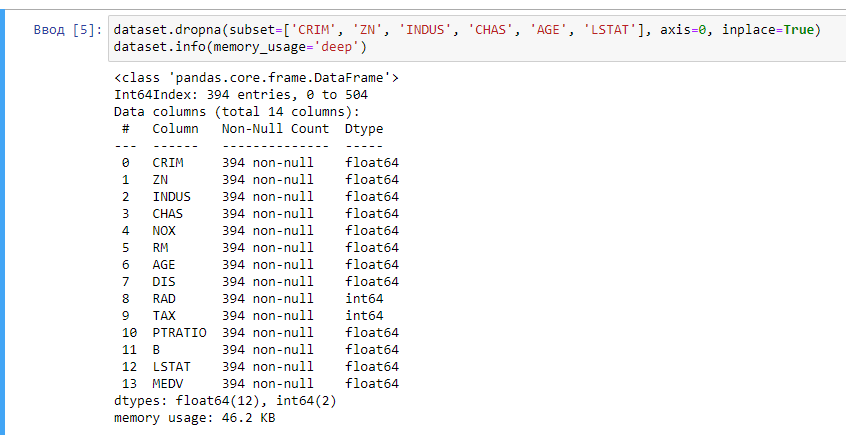 Ввод [5]: dataset.dropna(subset=['CRIM', 'ZN', 'INDUS', 'CHAS', 'AGE', 'LSTAT'], axis=0, inplace=True)
dataset.info(memory_usage='deep')
<class 'pandas.core.frame.DataFrame'>
Int64Index: 394 entries, 0 to 504
Data columns (total 14 columns):
 #   Column   Non-Null Count  Dtype
---  ------   --------------  -----
 0   CRIM     394 non-null    float64
 1   ZN       394 non-null    float64
 2   INDUS    394 non-null    float64
 3   CHAS     394 non-null    float64
 4   NOX      394 non-null    float64
 5   RM       394 non-null    float64
 6   AGE      394 non-null    float64
 7   DIS      394 non-null    float64
 8   RAD      394 non-null    int64
 9   TAX      394 non-null    int64
 10  PTRATIO  394 non-null    float64
 11  B        394 non-null    float64
 12  LSTAT    394 non-null    float64
 13  MEDV     394 non-null    float64
dtypes: float64(12), int64(2)
memory usage: 46.2 KB